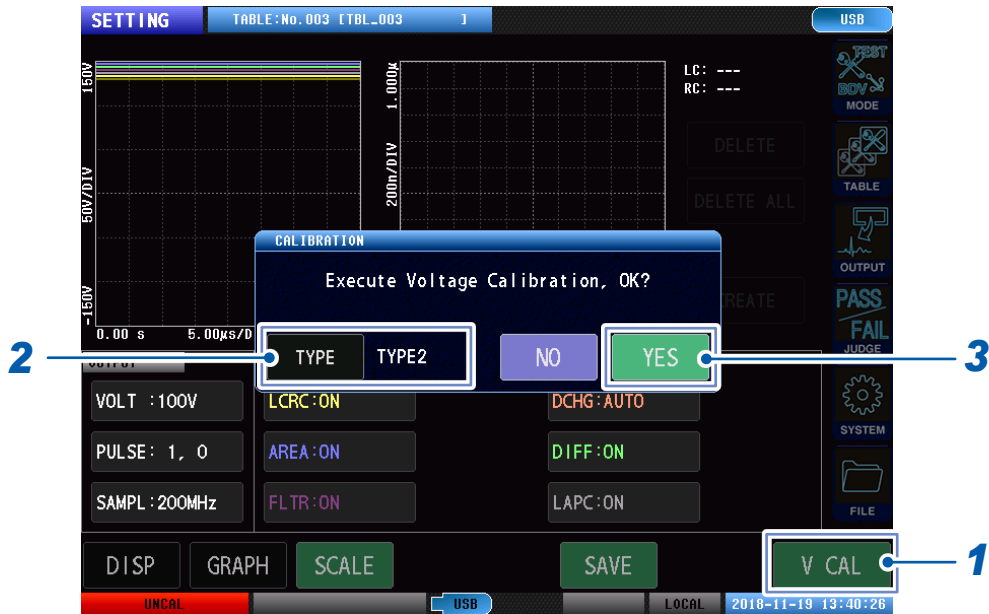 SETTING TABLE:No.003 [TBL_003 ] USB
150V
50V/DIV
-150V
0.00 s 5.00µs/D
1.000µ
200n/DIV
LC: ---
RC: ---
DELETE
DELETE ALL
REATE
TEST
BDV
MODE
TABLE
OUTPUT
PASS
FAIL
JUDGE
SYSTEM
FILE
CALIBRATION
Execute Voltage Calibration, OK?
2 TYPE TYPE2 NO YES 3
OUTPUT
VOLT :100V LCRC:ON DCHG:AUTO
PULSE: 1, 0 AREA:ON DIFF:ON
SAMPL:200MHz FLTR:ON LAPC:ON
DISP GRAPH SCALE SAVE V CAL 1
UNCAL USB LOCAL 2018-11-19 13:40:26